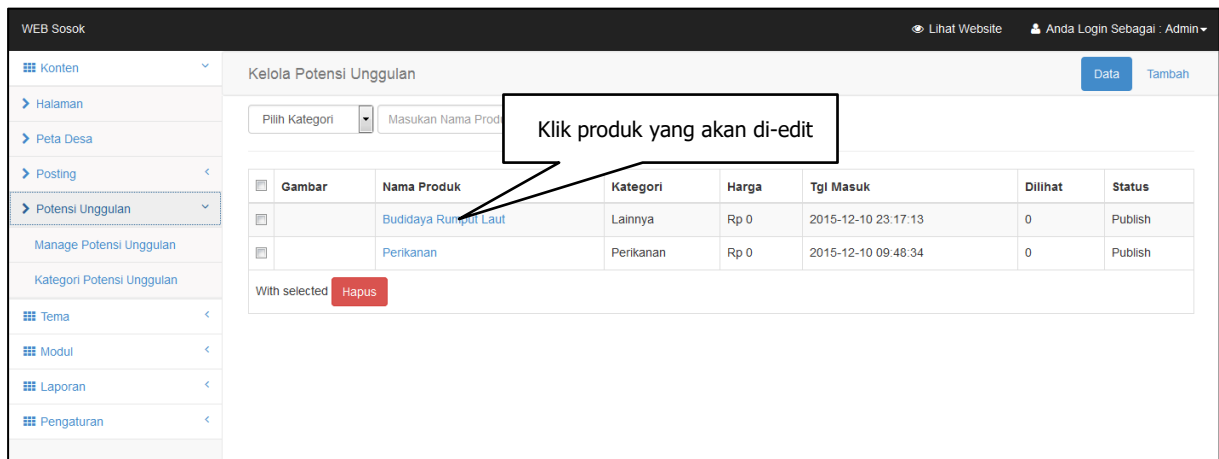 WEB Sosok
Lihat Website
Anda Login Sebagai : Admin
Konten
Halaman
Peta Desa
Posting
Potensi Unggulan
Manage Potensi Unggulan
Kategori Potensi Unggulan
Tema
Modul
Laporan
Pengaturan
Kelola Potensi Unggulan
Data
Tambah
Pilih Kategori
Masukan Nama
Klik produk yang akan di-edit
Gambar Nama Produk Kategori Harga Tgl Masuk Dilihat Status
Budidaya Rumput Laut Lainnya Rp 0 2015-12-10 23:17:13 0 Publish
Perikanan Perikanan Rp 0 2015-12-10 09:48:34 0 Publish
With selected Hapus